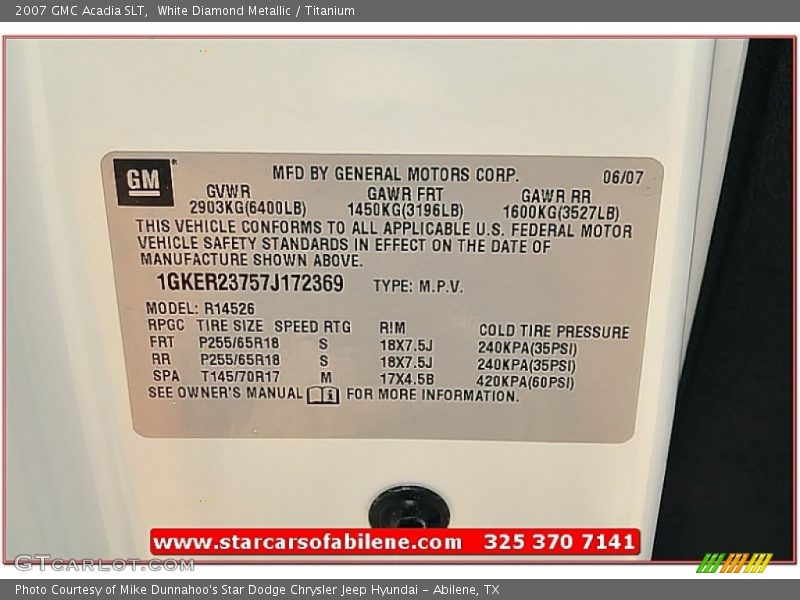 2007 GMC Acadia SLT, White Diamond Metallic / Titanium
GM®
MFD BY GENERAL MOTORS CORP. 06/07
GVWR GAWR FRT GAWR RR
2903KG(6400LB) 1450KG(3196LB) 1600KG(3527LB)
THIS VEHICLE CONFORMS TO ALL APPLICABLE U.S. FEDERAL MOTOR
VEHICLE SAFETY STANDARDS IN EFFECT ON THE DATE OF
MANUFACTURE SHOWN ABOVE.
1GKER23757J172369 TYPE: M.P.V.
MODEL: R14526
RPGC TIRE SIZE SPEED RTG RIM COLD TIRE PRESSURE
FRT P255/65R18 S 18X7.5J 240KPA(35PSI)
RR P255/65R18 S 18X7.5J 240KPA(35PSI)
SPA T145/70R17 M 17X4.5B 420KPA(60PSI)
SEE OWNER'S MANUAL i FOR MORE INFORMATION.
www.starcarsofabilene.com 325 370 7141
GTcarlot.com
Photo Courtesy of Mike Dunnahoo's Star Dodge Chrysler Jeep Hyundai - Abilene, TX